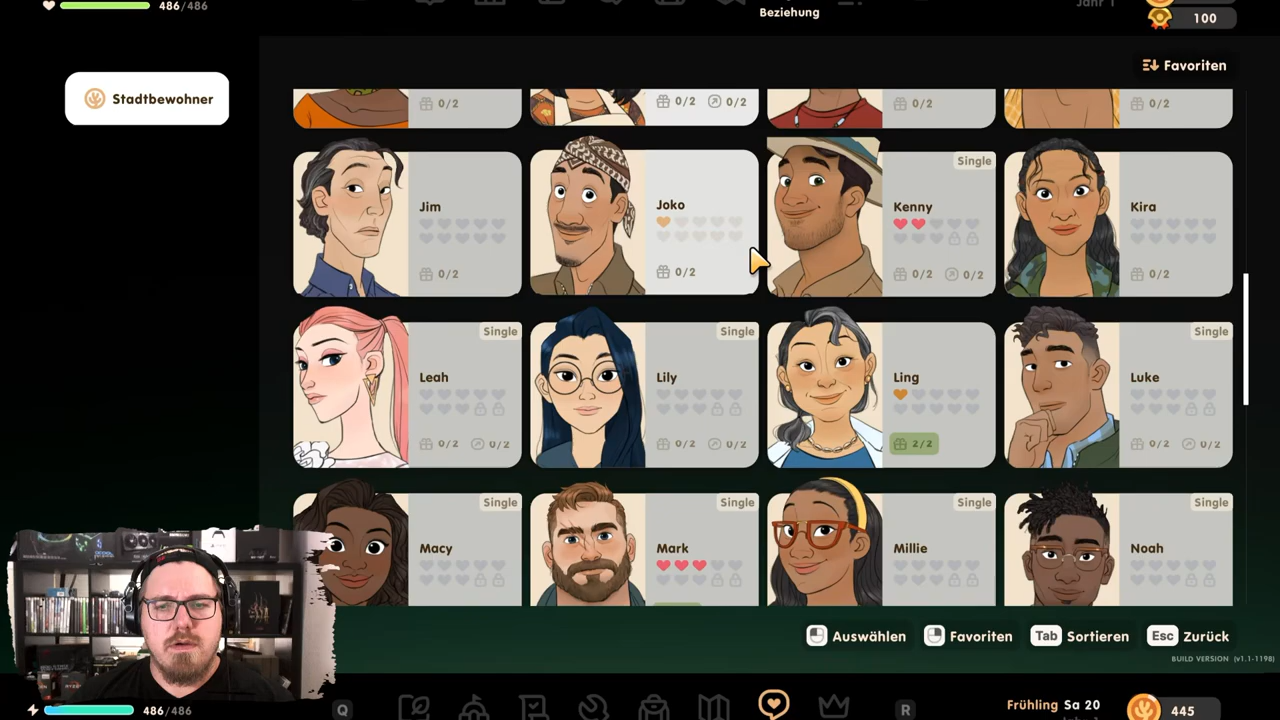 486/486
Beziehung
Jahr 1
100
Stadtbewohner
Favoriten
0/2
0/2 0/2
0/2
0/2
Jim
0/2
Joko
0/2
Single
Kenny
0/2 0/2
Kira
0/2
Single
Leah
0/2 0/2
Single
Lily
0/2 0/2
Ling
2/2
Single
Luke
0/2 0/2
Single
Macy
Single
Mark
Single
Millie
Single
Noah
Auswählen
Favoriten
Tab Sortieren
Esc Zurück
BUILD VERSION (v1.1-1198)
486/486
Q
R
Frühling Sa 20
445